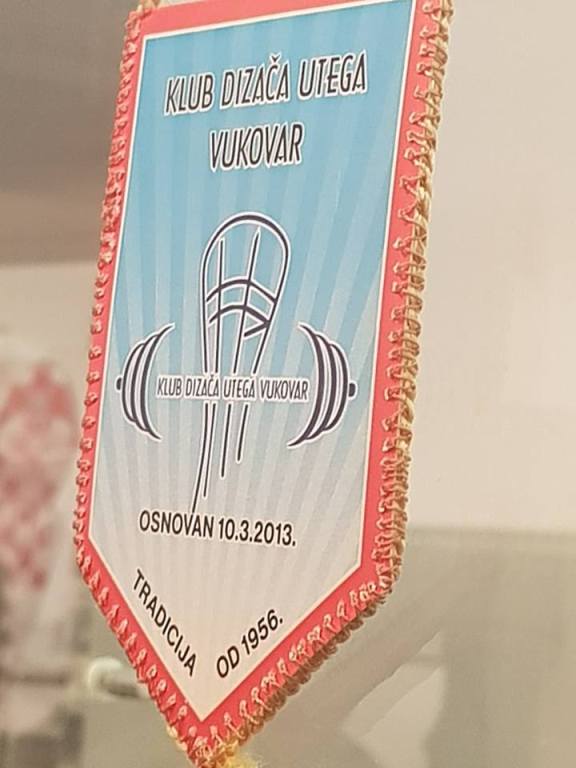 KLUB DIZAČA UTEGA
VUKOVAR
KLUB DIZAČA UTEGA VUKOVAR
OSNOVAN 10.3.2013.
TRADICIJA
OD 1956.